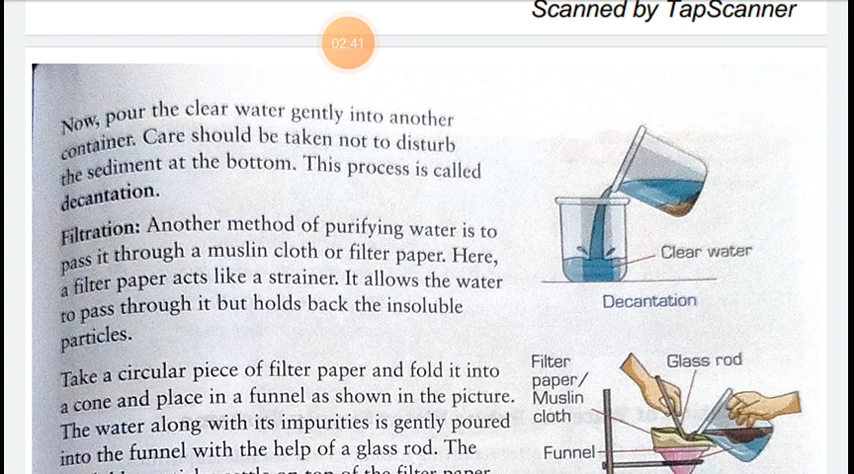 Scanned by TapScanner
02:41
Now, pour the clear water gently into another
container. Care should be taken not to disturb
the sediment at the bottom. This process is called
decantation.
Filtration: Another method of purifying water is to
pass it through a muslin cloth or filter paper. Here,
a filter paper acts like a strainer. It allows the water
to pass through it but holds back the insoluble
particles.
Take a circular piece of filter paper and fold it into
a cone and place in a funnel as shown in the picture.
The water along with its impurities is gently poured
into the funnel with the help of a glass rod. The
on top of the filter paper
Clear water
Decantation
Filter
paper/
Muslin
cloth
Glass rod
Funnel